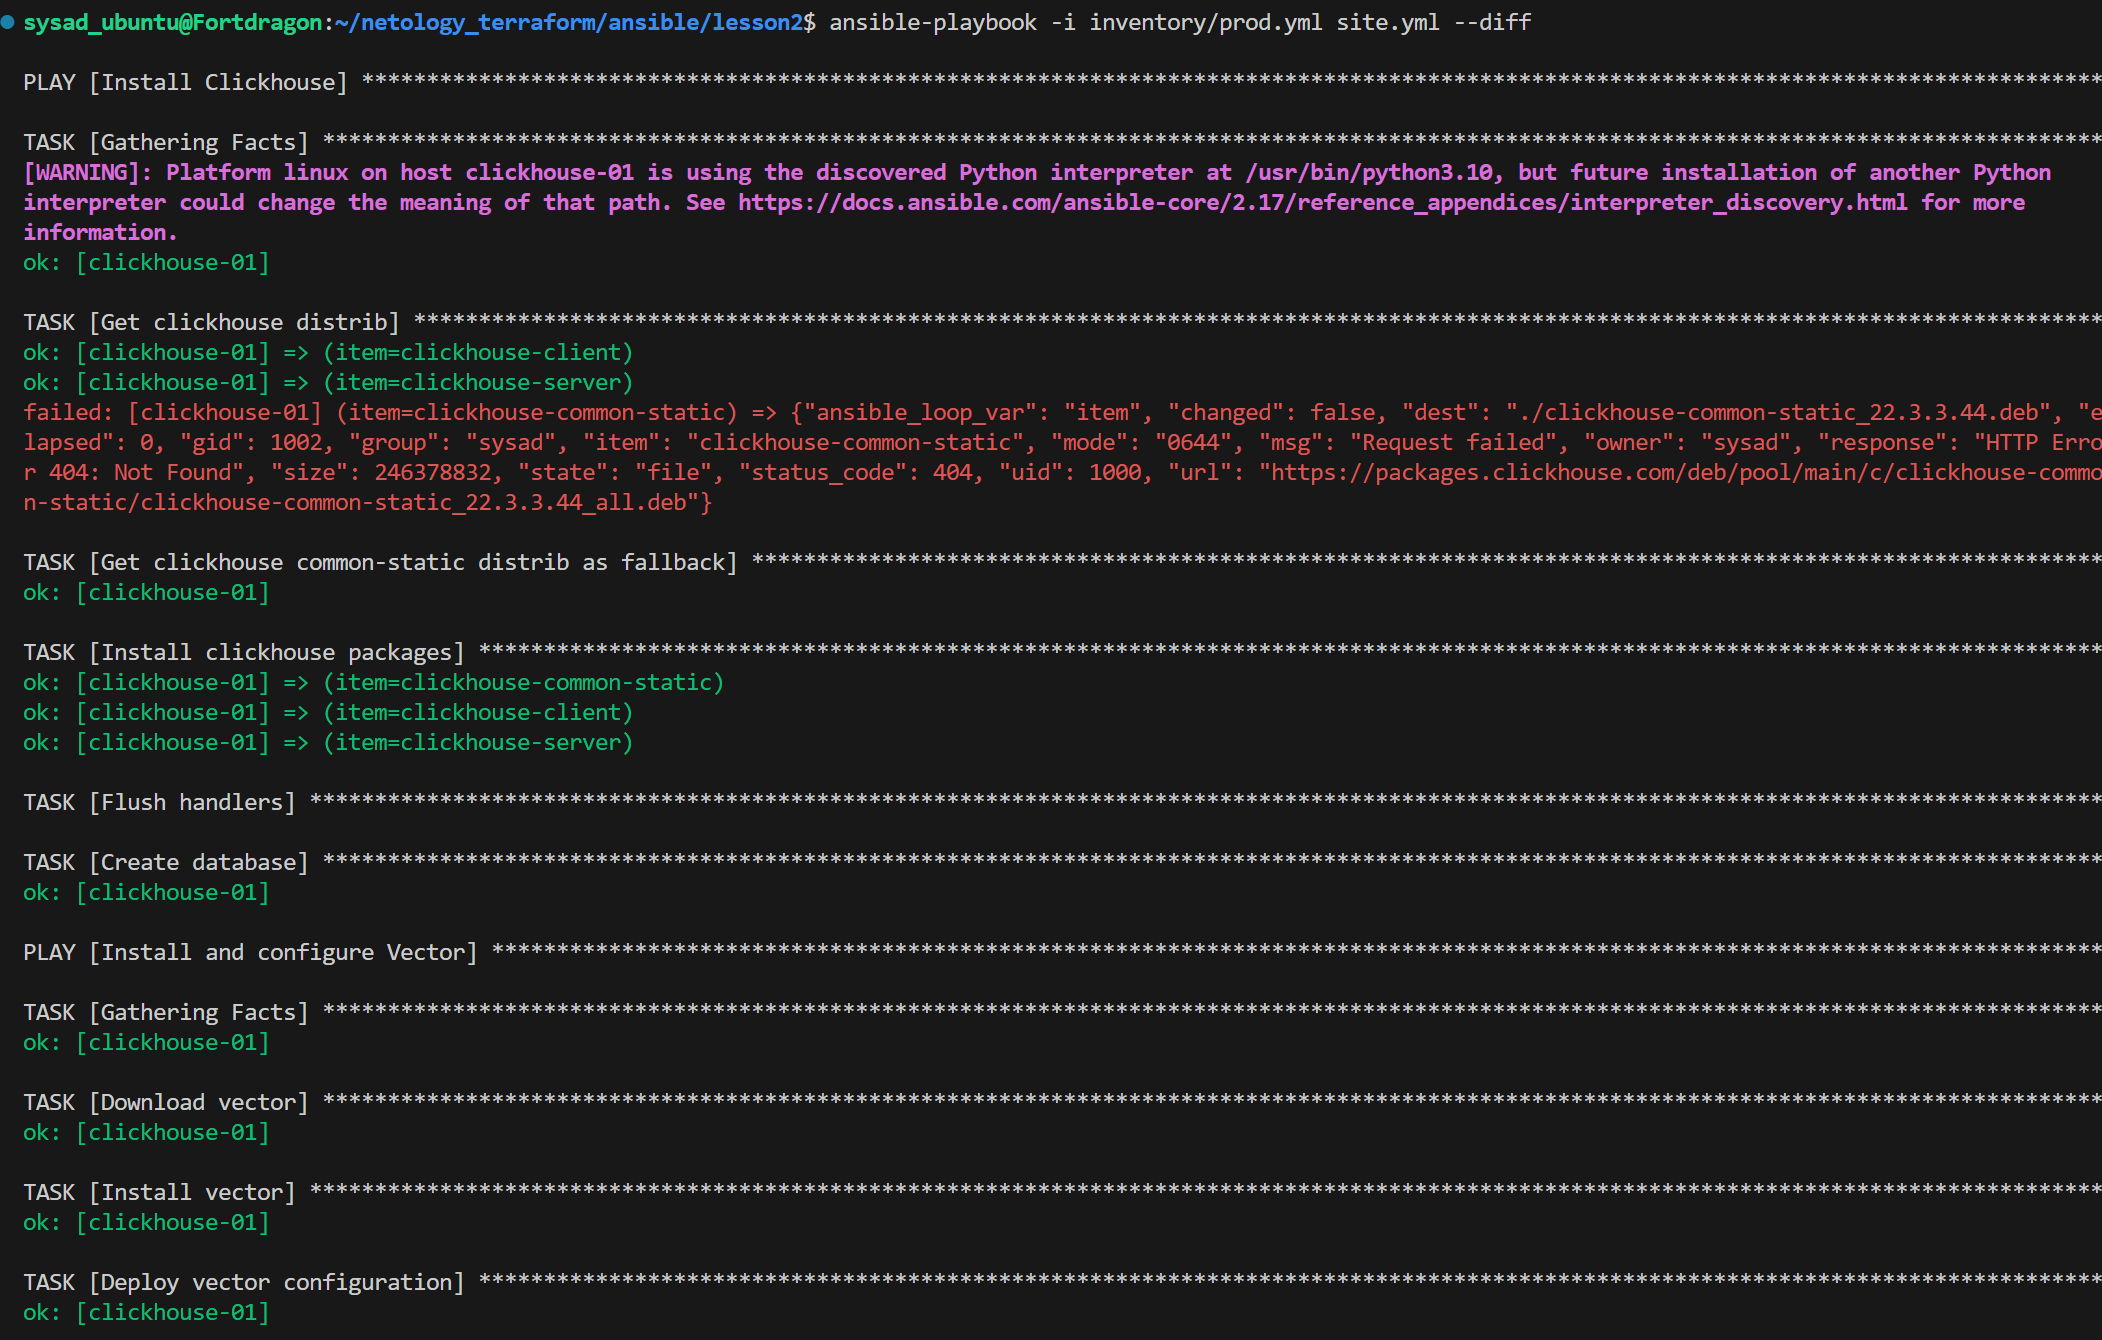 sysad_ubuntu@Fortdragon:~/netology_terraform/ansible/lesson2$ ansible-playbook -i inventory/prod.yml site.yml --diff
PLAY [Install Clickhouse] **************************************************************************************************************************************
TASK [Gathering Facts] *****************************************************************************************************************************************
[WARNING]: Platform linux on host clickhouse-01 is using the discovered Python interpreter at /usr/bin/python3.10, but future installation of another Python
interpreter could change the meaning of that path. See https://docs.ansible.com/ansible-core/2.17/reference_appendices/interpreter_discovery.html for more
information.
ok: [clickhouse-01]
TASK [Get clickhouse distrib] **********************************************************************************************************************************
ok: [clickhouse-01] => (item=clickhouse-client)
ok: [clickhouse-01] => (item=clickhouse-server)
failed: [clickhouse-01] (item=clickhouse-common-static) => {"ansible_loop_var": "item", "changed": false, "dest": "./clickhouse-common-static_22.3.3.44.deb", "e
lapsed": 0, "gid": 1002, "group": "sysad", "item": "clickhouse-common-static", "mode": "0644", "msg": "Request failed", "owner": "sysad", "response": "HTTP Erro
r 404: Not Found", "size": 246378832, "state": "file", "status_code": 404, "uid": 1000, "url": "https://packages.clickhouse.com/deb/pool/main/c/clickhouse-commo
n-static/clickhouse-common-static_22.3.3.44_all.deb"}
TASK [Get clickhouse common-static distrib as fallback] ********************************************************************************************************
ok: [clickhouse-01]
TASK [Install clickhouse packages] *****************************************************************************************************************************
ok: [clickhouse-01] => (item=clickhouse-common-static)
ok: [clickhouse-01] => (item=clickhouse-client)
ok: [clickhouse-01] => (item=clickhouse-server)
TASK [Flush handlers] ******************************************************************************************************************************************
TASK [Create database] *****************************************************************************************************************************************
ok: [clickhouse-01]
PLAY [Install and configure Vector] ****************************************************************************************************************************
TASK [Gathering Facts] *****************************************************************************************************************************************
ok: [clickhouse-01]
TASK [Download vector] *****************************************************************************************************************************************
ok: [clickhouse-01]
TASK [Install vector] ******************************************************************************************************************************************
ok: [clickhouse-01]
TASK [Deploy vector configuration] *****************************************************************************************************************************
ok: [clickhouse-01]